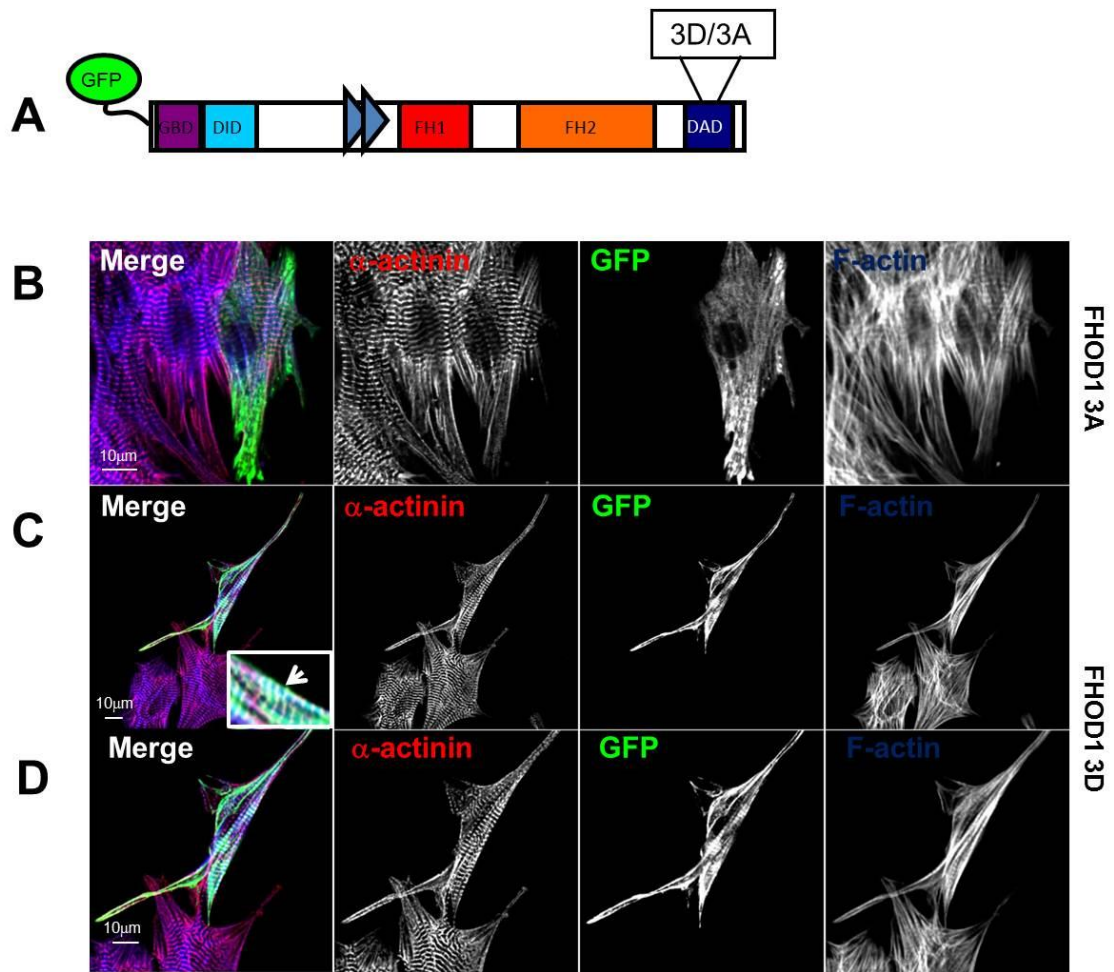 3D/3A
GFP
A
GBD DID FH1 FH2 DAD
B
Merge α-actinin GFP F-actin
10μm
FHOD1 3A
C
Merge α-actinin GFP F-actin
10μm
FHOD1 3D
D
Merge α-actinin GFP F-actin
10μm